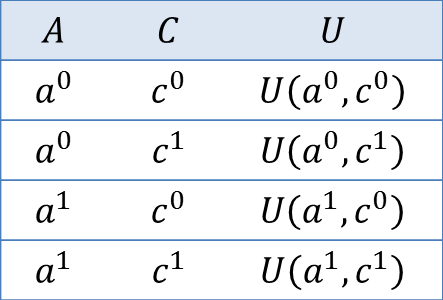 A C U
a⁰ c⁰ U(a⁰, c⁰)
a⁰ c¹ U(a⁰, c¹)
a¹ c⁰ U(a¹, c⁰)
a¹ c¹ U(a¹, c¹)